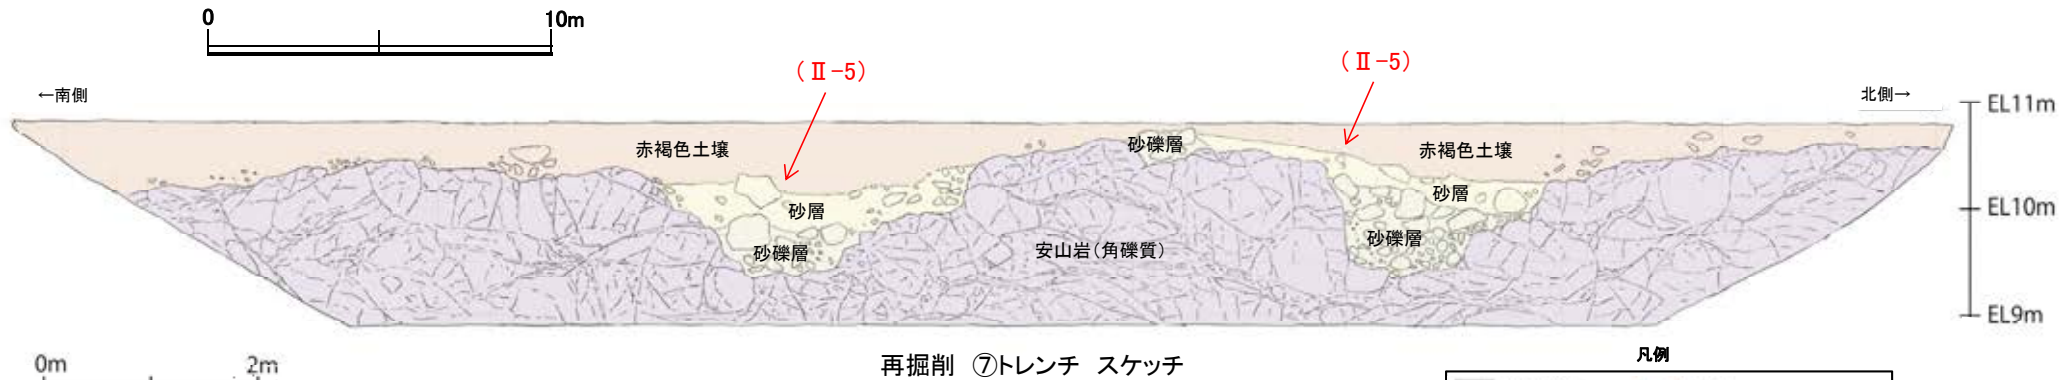 0 10m
(Ⅱ-5) (Ⅱ-5)
←南側 北側→
EL11m
赤褐色土壌 砂礫層 赤褐色土壌
砂層 砂層
EL10m
砂礫層 安山岩(角礫質) 砂礫層
EL9m
0m 2m
再掘削 ⑦トレンチ スケッチ
凡例